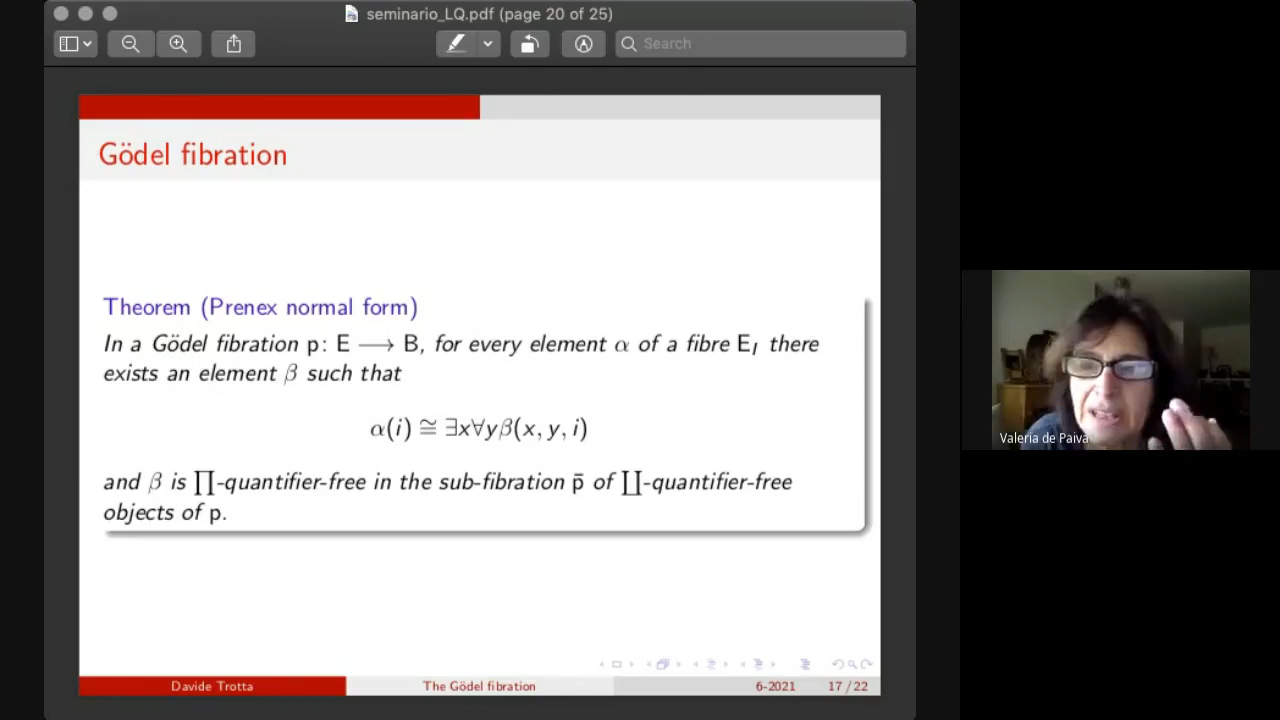 seminario_LQ.pdf (page 20 of 25)
Search
Gödel fibration
Theorem (Prenex normal form)
In a Gödel fibration p: E ⟶ B, for every element α of a fibre E_I there
exists an element β such that
α(i) ≅ ∃x∀yβ(x, y, i)
and β is ∏-quantifier-free in the sub-fibration p̄ of ∐-quantifier-free
objects of p.
Valeria de Paiva
Davide Trotta
The Gödel fibration
6-2021
17/22